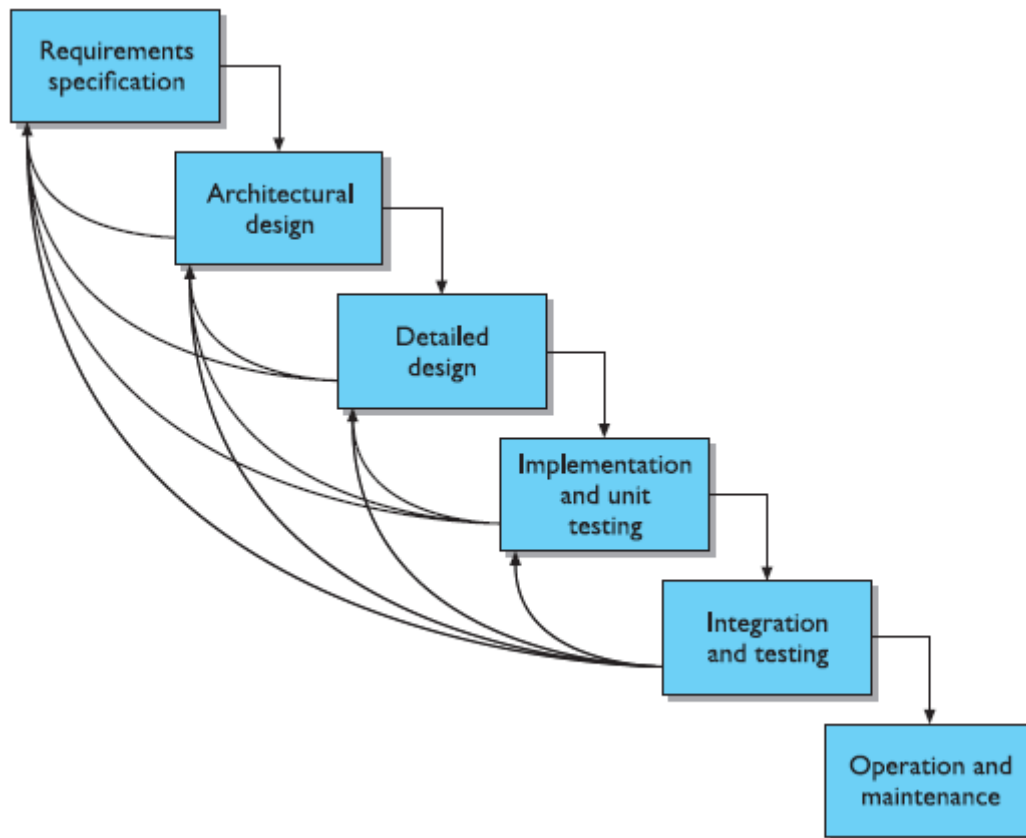 Requirements
specification
Architectural
design
Detailed
design
Implementation
and unit
testing
Integration
and testing
Operation and
maintenance